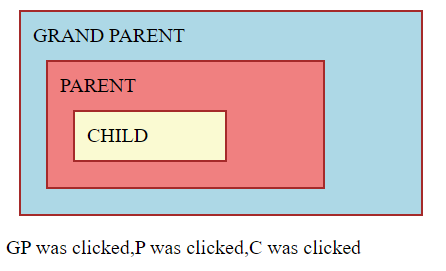 GRAND PARENT
PARENT
CHILD
GP was clicked,P was clicked,C was clicked